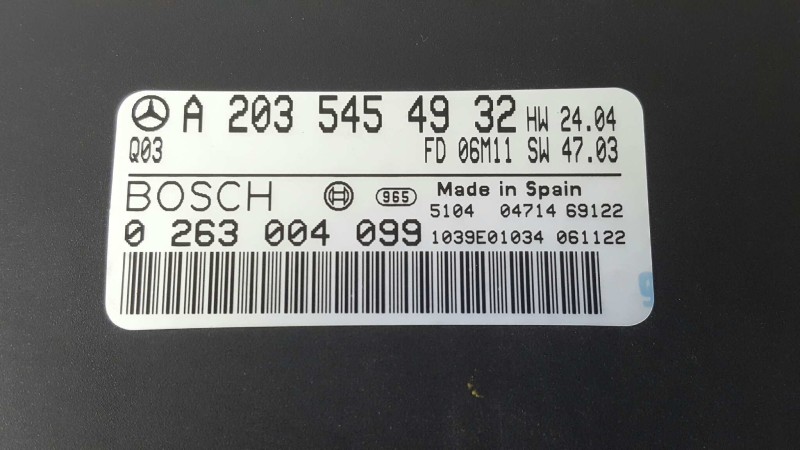 A 203 545 49 32 HW 24.04
Q03 FD 06M11 SW 47.03
BOSCH 965 Made in Spain
5104 04714 69122
0 263 004 099 1039E01034 061122